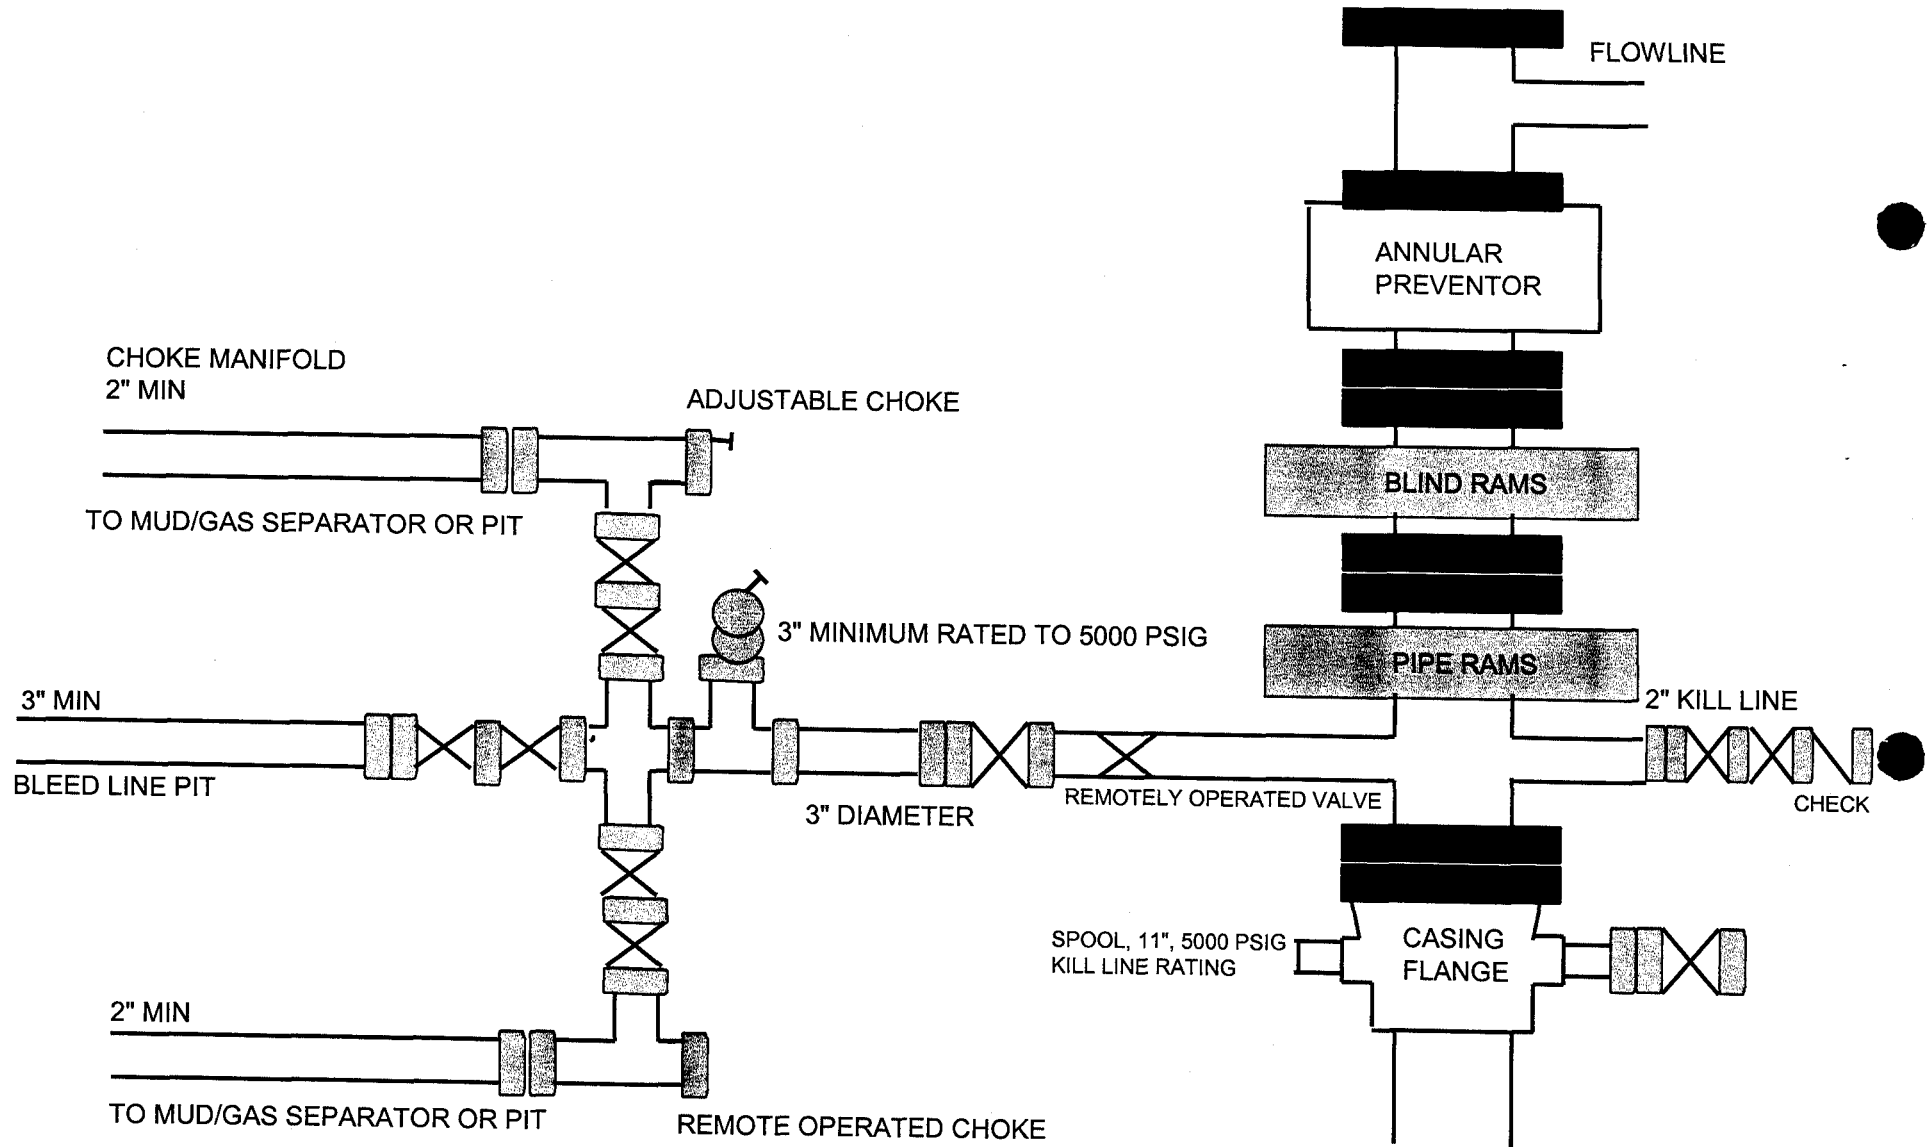 FLOWLINE
ANNULAR
PREVENTOR
CHOKE MANIFOLD
2" MIN
ADJUSTABLE CHOKE
TO MUD/GAS SEPARATOR OR PIT
BLIND RAMS
3" MINIMUM RATED TO 5000 PSIG
PIPE RAMS
3" MIN
2" KILL LINE
BLEED LINE PIT
3" DIAMETER
REMOTELY OPERATED VALVE
CHECK
SPOOL, 11", 5000 PSIG
KILL LINE RATING
CASING
FLANGE
2" MIN
TO MUD/GAS SEPARATOR OR PIT
REMOTE OPERATED CHOKE